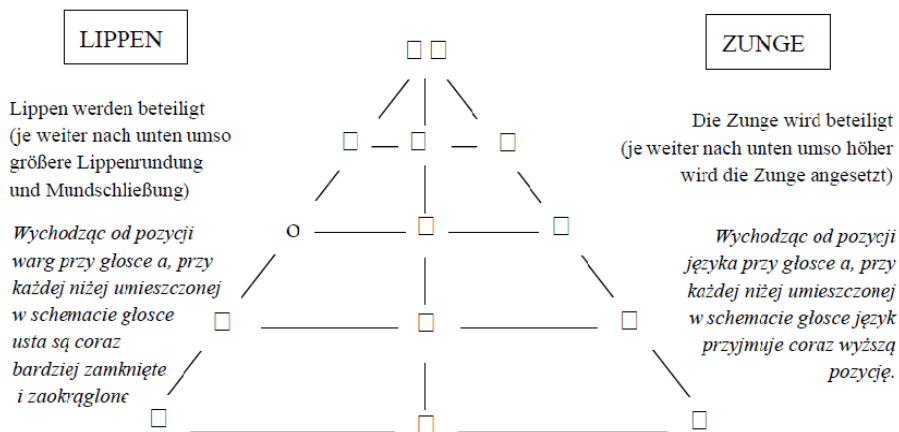 LIPPEN
ZUNGE
□ □
Lippen werden beteiligt
(je weiter nach unten umso
größere Lippenrundung
und Mundschließung)
Die Zunge wird beteiligt
(je weiter nach unten umso höher
wird die Zunge angesetzt)
□ □ □
o □ □
Wychodząc od pozycji
warg przy głosce a, przy
każdej niżej umieszczonej
w schemacie głosce
usta są coraz
bardziej zamknięte
i zaokrąglone
Wychodząc od pozycji
języka przy głosce a, przy
każdej niżej umieszczonej
w schemacie głosce język
przyjmuje coraz wyższą
pozycję.
□ □ □
□ □ □